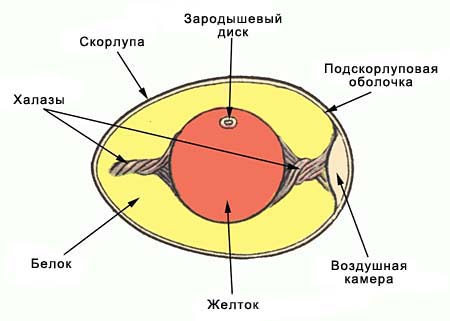 Зародышевый
диск
Скорлупа
Подскорлуповая
оболочка
Халазы
Белок
Желток
Воздушная
камера